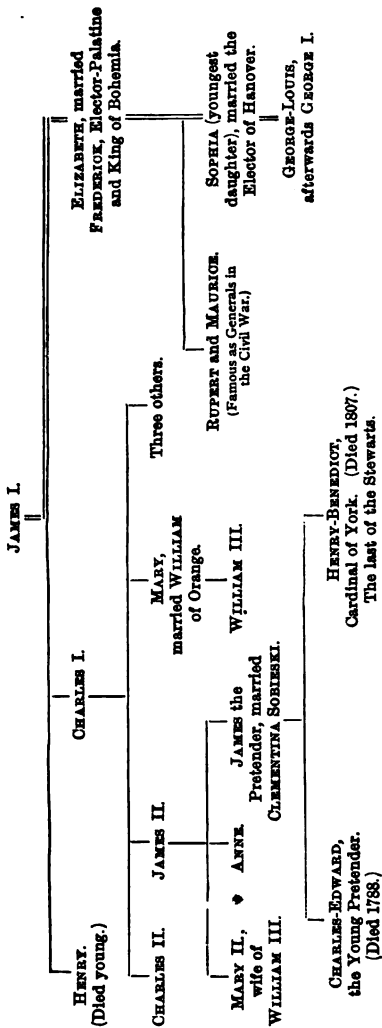 JAMES I.
HENRY.
(Died young.)
CHARLES I.
ELIZABETH, married
FREDERICK, Elector-Palatine
and King of Bohemia.
CHARLES II.
JAMES II.
MARY,
married WILLIAM
of Orange.
Three others.
RUPERT and MAURICE.
(Famous as Generals in
the Civil War.)
SOPHIA (youngest
daughter), married the
Elector of Hanover.
MARY II.,
wife of
WILLIAM III.
ANNE.
JAMES the
Pretender, married
CLEMENTINA SOBIESKI.
WILLIAM III.
GEORGE-LOUIS,
afterwards GEORGE I.
CHARLES-EDWARD,
the Young Pretender.
(Died 1788.)
HENRY-BENEDICT,
Cardinal of York. (Died 1807.)
The last of the Stewarts.